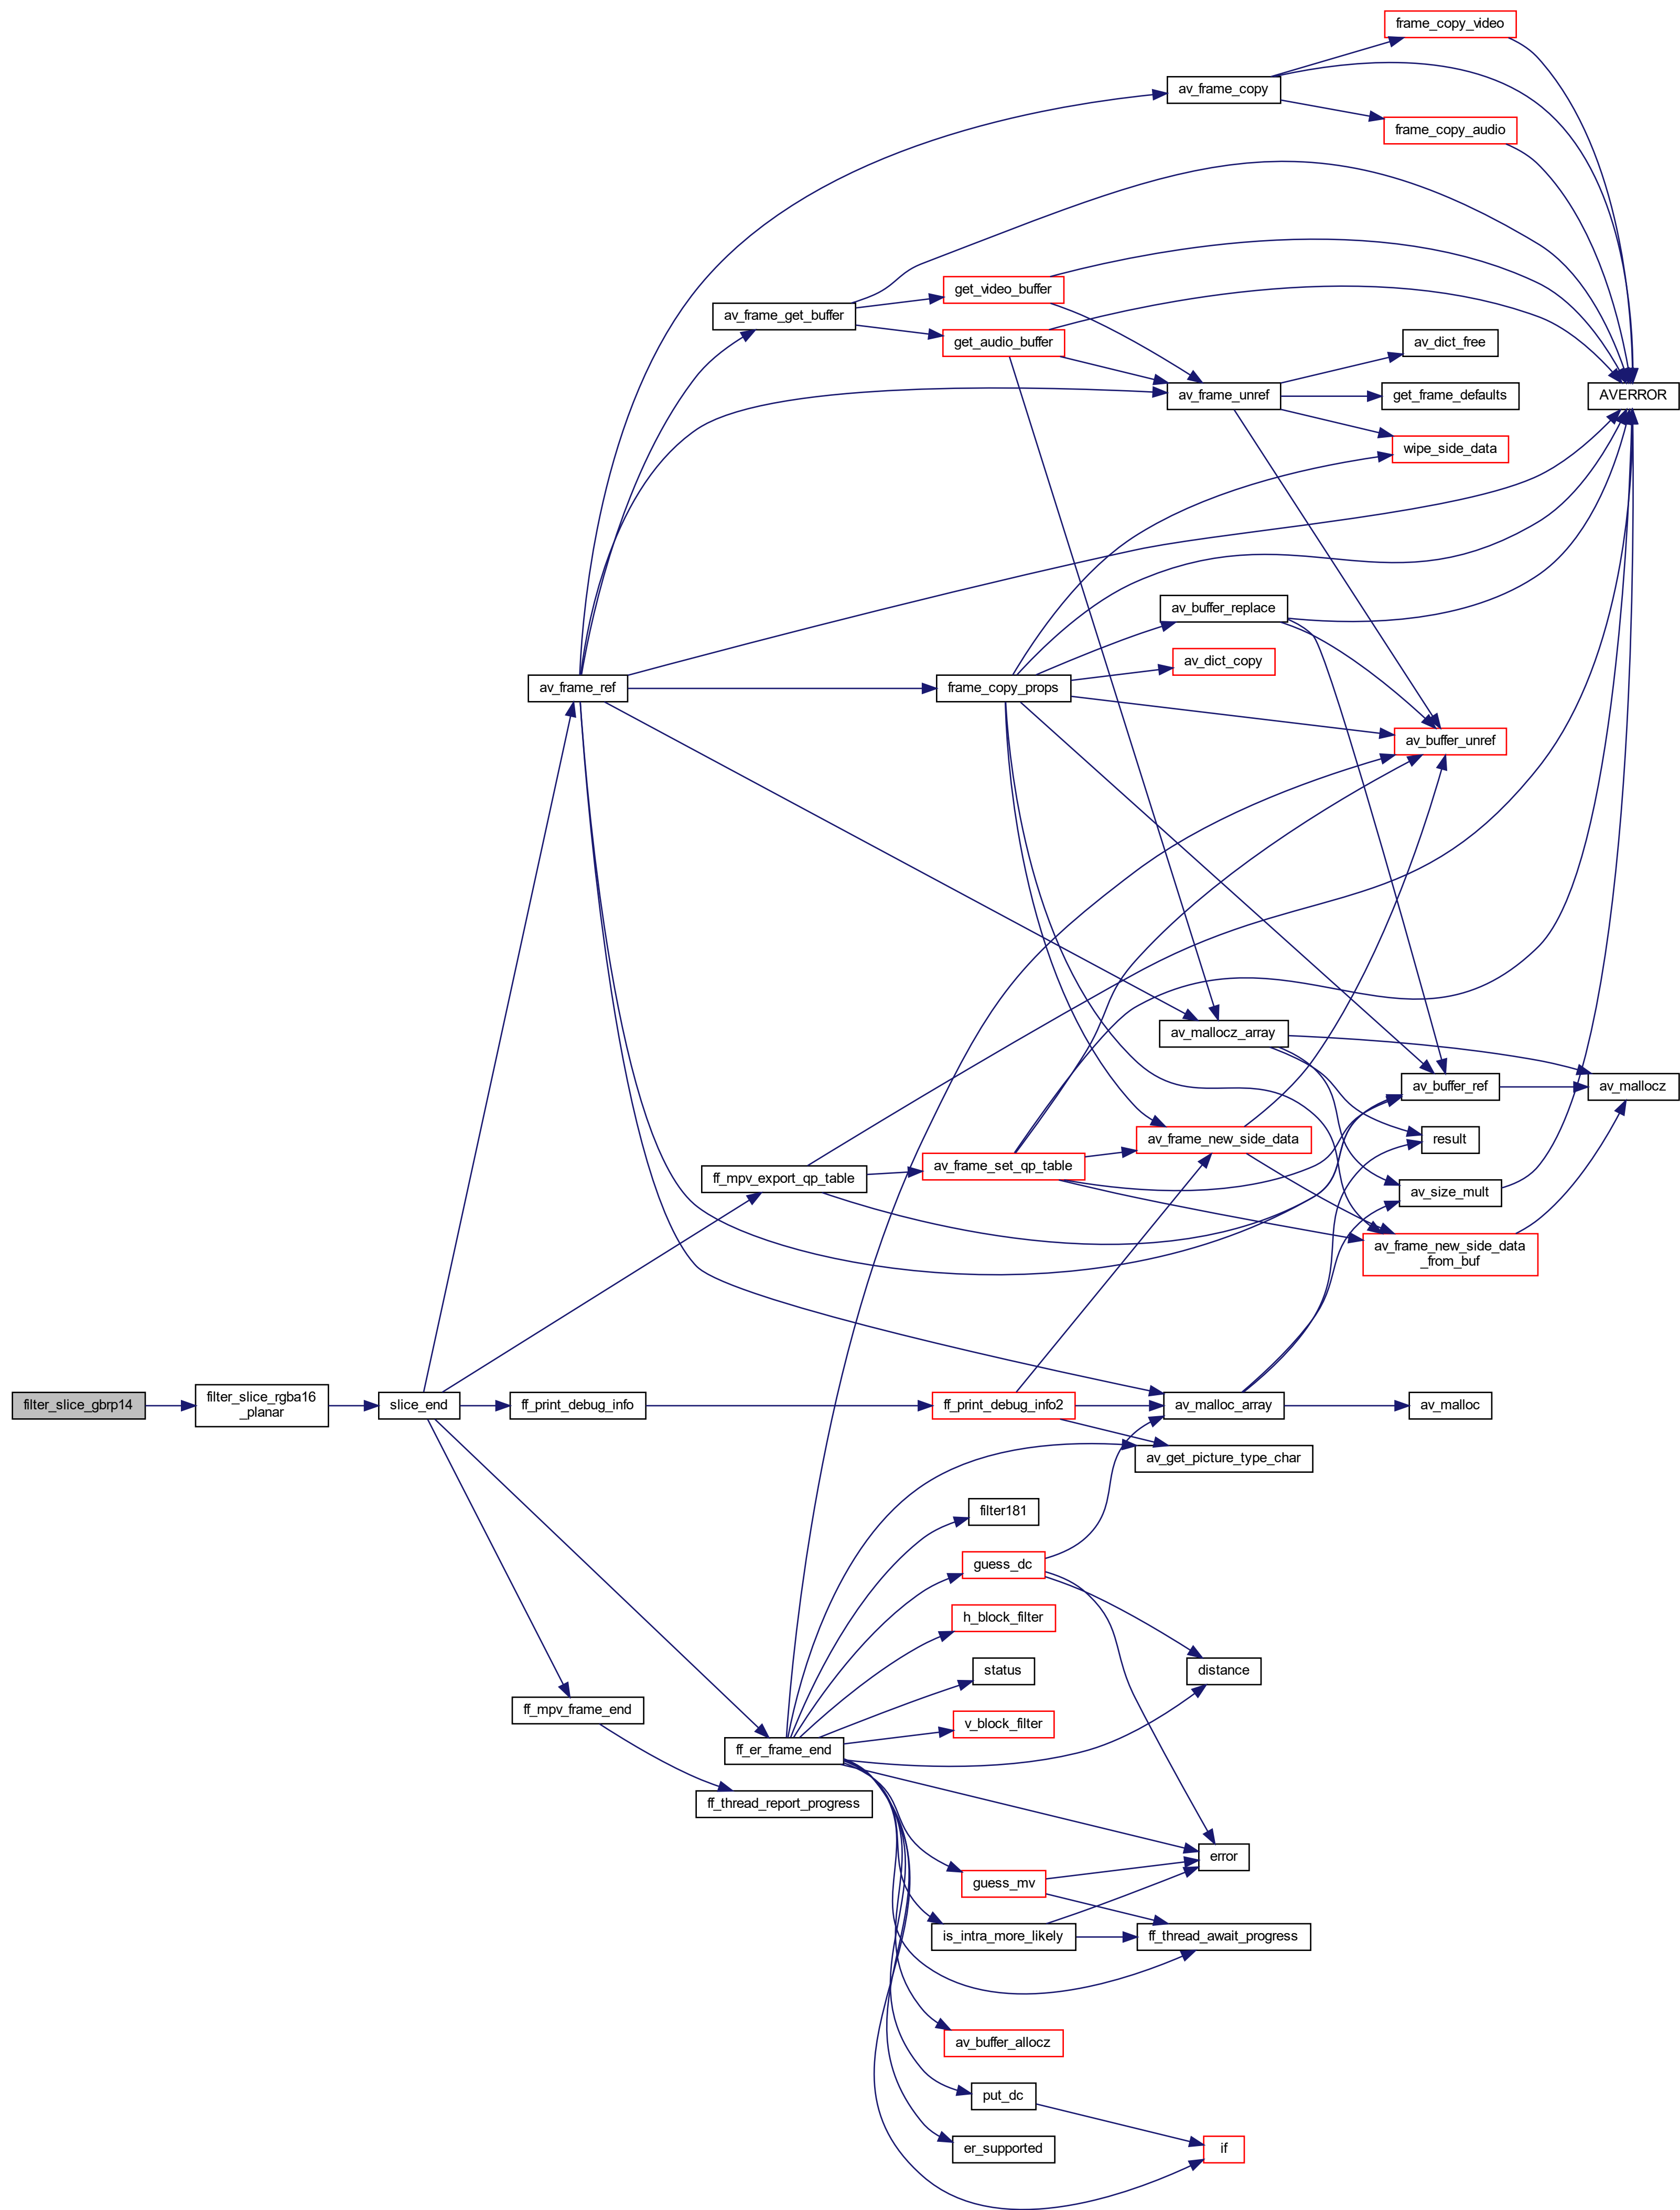 frame_copy_video
av_frame_copy
frame_copy_audio
get_video_buffer
av_frame_get_buffer
get_audio_buffer
av_dict_free
av_frame_unref
get_frame_defaults
AVERROR
wipe_side_data
av_buffer_replace
av_dict_copy
av_frame_ref
frame_copy_props
av_buffer_unref
av_mallocz_array
av_buffer_ref
av_mallocz
av_frame_new_side_data
result
av_frame_set_qp_table
ff_mpv_export_qp_table
av_size_mult
av_frame_new_side_data
_from_buf
filter_slice_gbrp14
filter_slice_rgba16
_planar
slice_end
ff_print_debug_info
ff_print_debug_info2
av_malloc_array
av_malloc
av_get_picture_type_char
filter181
guess_dc
h_block_filter
status
distance
ff_mpv_frame_end
v_block_filter
ff_er_frame_end
ff_thread_report_progress
error
guess_mv
is_intra_more_likely
ff_thread_await_progress
av_buffer_allocz
put_dc
er_supported
if